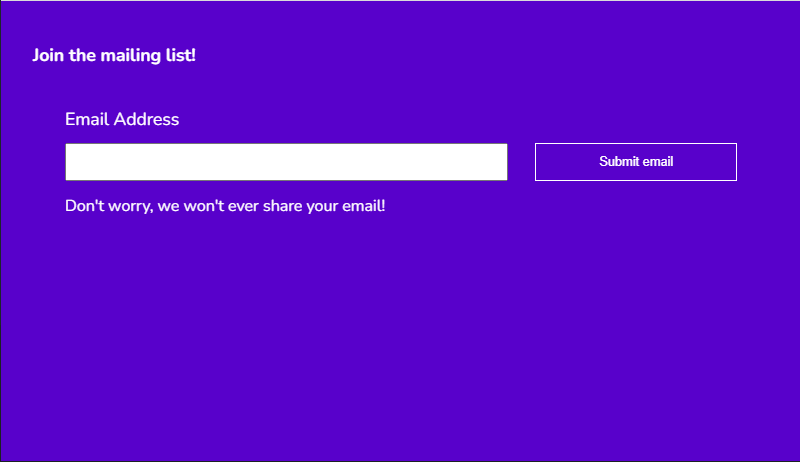 Join the mailing list!
Email Address
Submit email
Don't worry, we won't ever share your email!